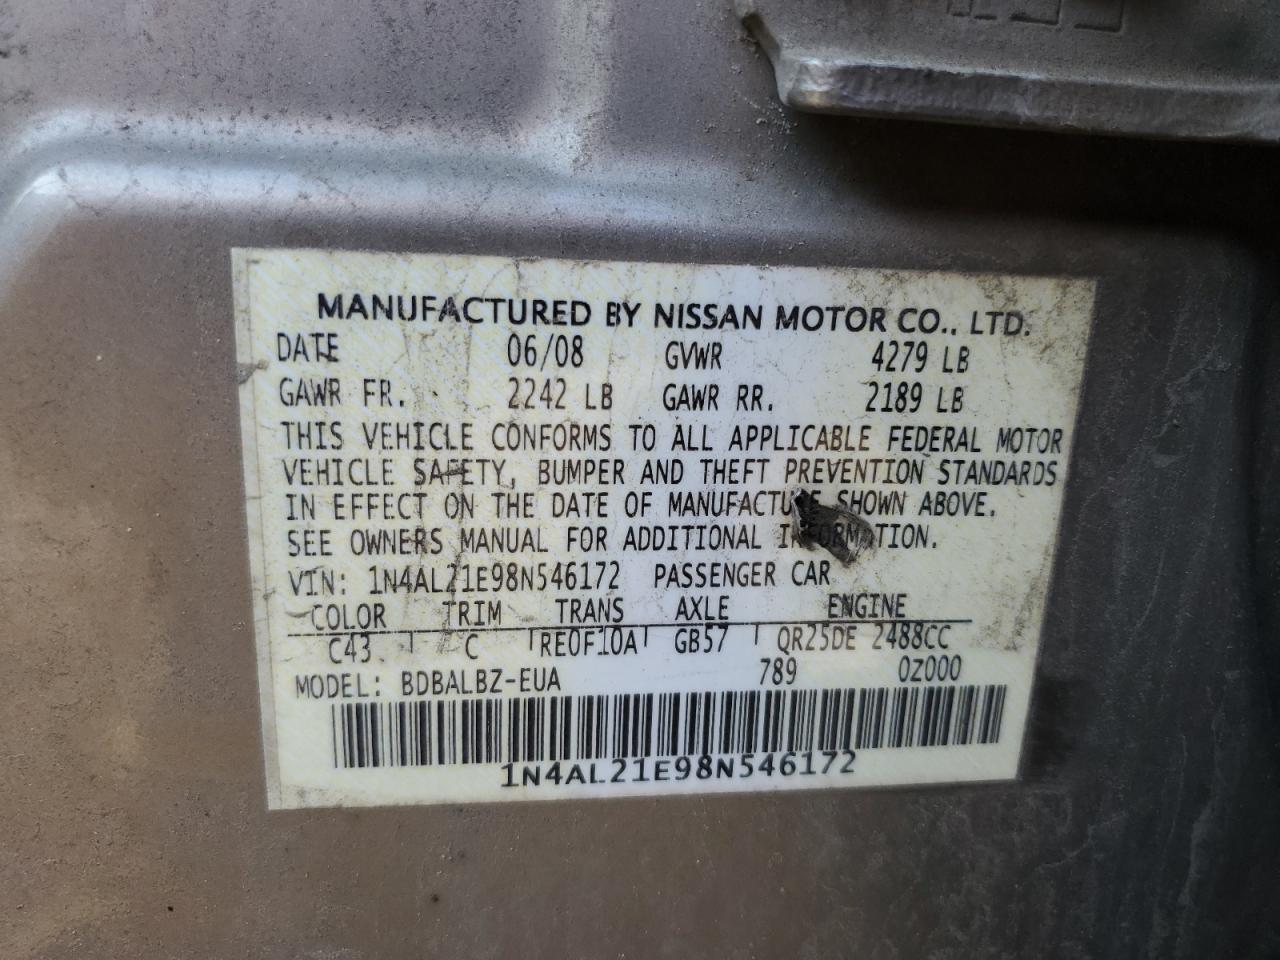 MANUFACTURED BY NISSAN MOTOR CO., LTD.
DATE 06/08 GVWR 4279 LB
GAWR FR. 2242 LB GAWR RR. 2189 LB
THIS VEHICLE CONFORMS TO ALL APPLICABLE FEDERAL MOTOR
VEHICLE SAFETY, BUMPER AND THEFT PREVENTION STANDARDS
IN EFFECT ON THE DATE OF MANUFACTURE SHOWN ABOVE.
SEE OWNERS MANUAL FOR ADDITIONAL INFORMATION.
VIN: 1N4AL21E98N546172 PASSENGER CAR
COLOR TRIM TRANS AXLE ENGINE
C43 C RE0F10A GB57 QR25DE 2488CC
MODEL: BDBALBZ-EUA 789 0Z000
1N4AL21E98N546172